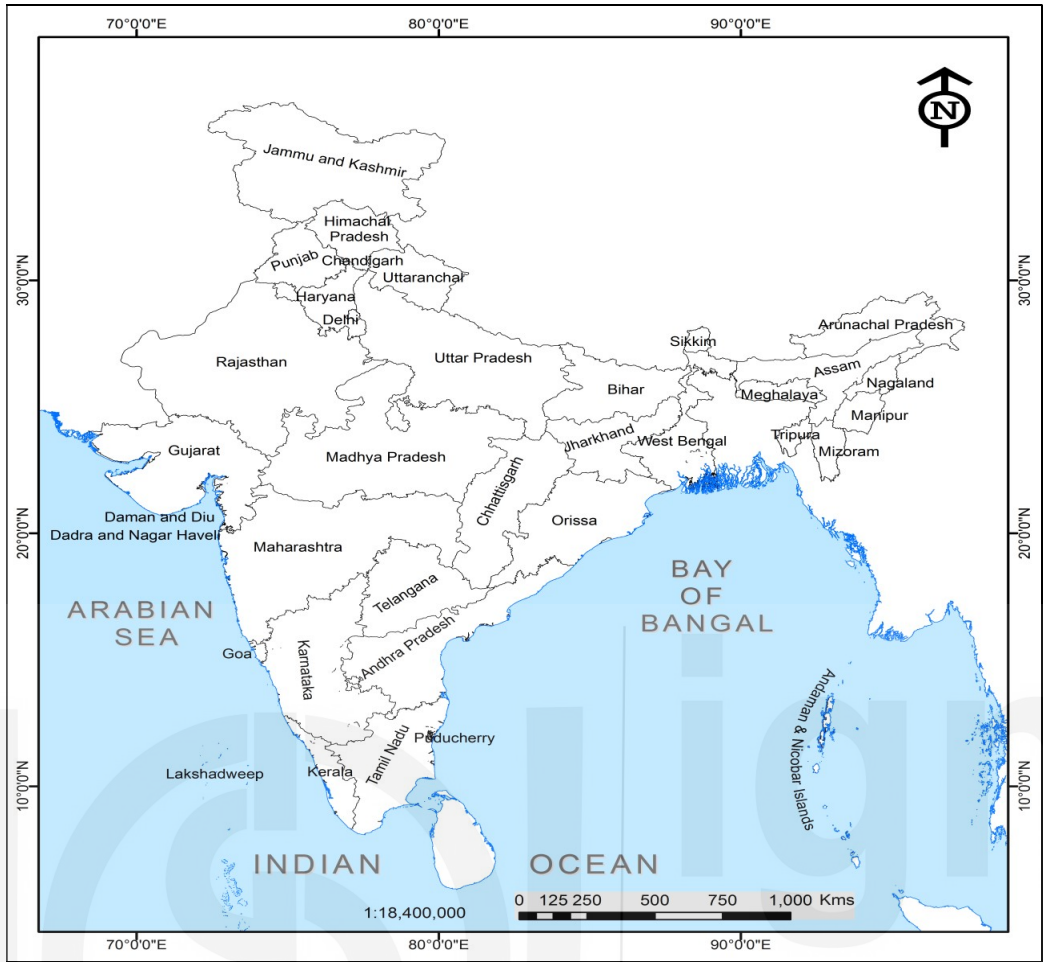 70°0'0"E 80°0'0"E 90°0'0"E
N
Jammu and Kashmir
Himachal
Pradesh
Punjab
Chandigarh
Uttaranchal
30°0'0"N 30°0'0"N
Haryana
Delhi
Arunachal Pradesh
Sikkim
Rajasthan
Uttar Pradesh
Assam
Bihar
Nagaland
Meghalaya
Manipur
Jharkhand
West Bengal
Tripura
Mizoram
Gujarat
Madhya Pradesh
Chhattisgarh
Daman and Diu
Dadra and Nagar Haveli
Orissa
20°0'0"N 20°0'0"N
Maharashtra
Telangana
ARABIAN
SEA
BAY
OF
BANGAL
Goa
Karnataka
Andhra Pradesh
Andaman & Nicobar Islands
Puducherry
Tamil Nadu
Lakshadweep
Kerala
10°0'0"N 10°0'0"N
INDIAN OCEAN
0 125 250 500 750 1,000 Kms
1:18,400,000
70°0'0"E 80°0'0"E 90°0'0"E
ign